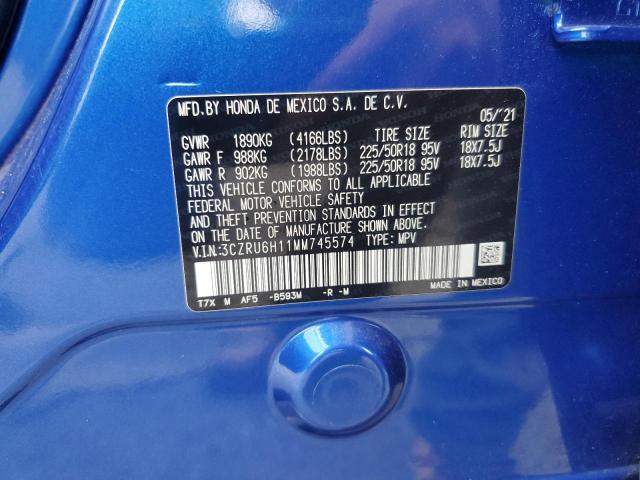 MFD.BY HONDA DE MEXICO S.A. DE C.V. 05/"21
GVWR 1890KG (4166LBS) TIRE SIZE RIM SIZE
GAWR F 988KG (2178LBS) 225/50R18 95V 18X7.5J
GAWR R 902KG (1988LBS) 225/50R18 95V 18X7.5J
THIS VEHICLE CONFORMS TO ALL APPLICABLE
FEDERAL MOTOR VEHICLE SAFETY
AND THEFT PREVENTION STANDARDS IN EFFECT
ON THE DATE OF MANUFACTURE SHOWN ABOVE.
V.I.N:3CZRU6H11MM745574 TYPE: MPV
T7X M AF5 -B593M -R -M MADE IN MEXICO